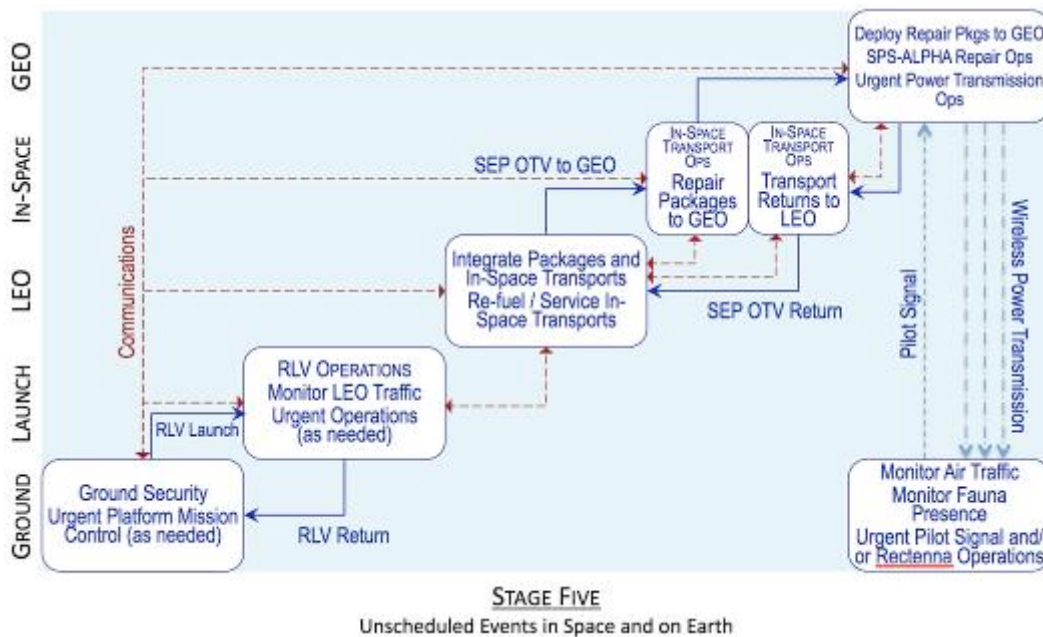 GEO
IN-SPACE
LEO
LAUNCH
GROUND
Deploy Repair Pkgs to GEO
SPS-ALPHA Repair Ops
Urgent Power Transmission
Ops
IN-SPACE
TRANSPORT OPS
Repair
Packages
to GEO
IN-SPACE
TRANSPORT OPS
Transport
Returns to
LEO
SEP OTV to GEO
Integrate Packages and
In-Space Transports
Re-fuel / Service In-
Space Transports
SEP OTV Return
Communications
Pilot Signal
Wireless Power Transmission
RLV OPERATIONS
Monitor LEO Traffic
Urgent Operations
(as needed)
RLV Launch
Ground Security
Urgent Platform Mission
Control (as needed)
RLV Return
Monitor Air Traffic
Monitor Fauna
Presence
Urgent Pilot Signal and/
or Rectenna Operations
STAGE FIVE
Unscheduled Events in Space and on Earth